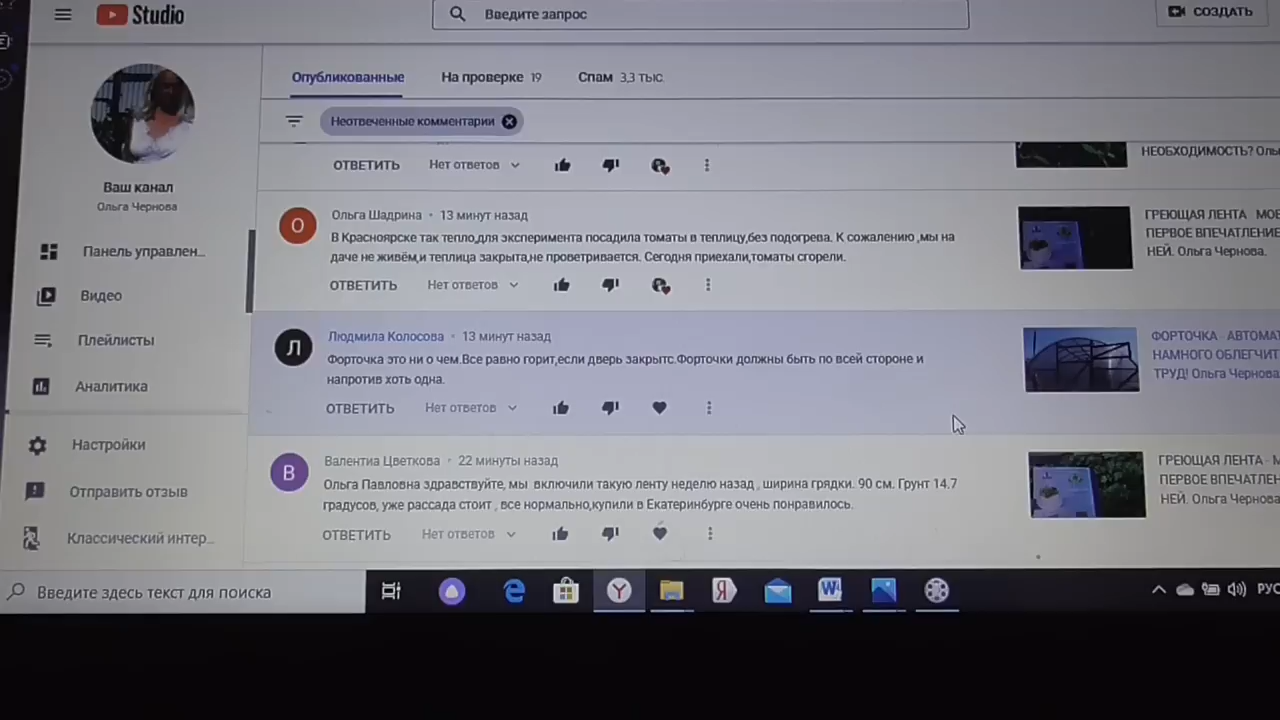 Studio
Введите запрос
СОЗДАТЬ
Опубликованные
На проверке 19
Спам 3,3 тыс.
Неотвеченные комментарии
Ваш канал
Ольга Чернова
Панель управлен...
Видео
Плейлисты
Аналитика
Настройки
Отправить отзыв
Классический интер...
ОТВЕТИТЬ Нет ответов
НЕОБХОДИМОСТЬ? Оль
Ольга Шадрина • 13 минут назад
В Красноярске так тепло,для эксперимента посадила томаты в теплицу,без подогрева. К сожалению ,мы на
даче не живём,и теплица закрыта,не проветривается. Сегодня приехали,томаты сгорели.
ОТВЕТИТЬ Нет ответов
ГРЕЮЩАЯ ЛЕНТА - МОЕ
ПЕРВОЕ ВПЕЧАТЛЕНИЕ
НЕЙ. Ольга Чернова.
Л
Людмила Колосова • 13 минут назад
Форточка это ни о чем.Все равно горит,если дверь закрытс.Форточки должны быть по всей стороне и
напротив хоть одна.
ОТВЕТИТЬ Нет ответов
ФОРТОЧКА - АВТОМАТ
НАМНОГО ОБЛЕГЧИТ
ТРУД! Ольга Чернова
В
Валентиа Цветкова • 22 минуты назад
Ольга Павловна здравствуйте, мы включили такую ленту неделю назад , ширина грядки. 90 см. Грунт 14.7
градусов, уже рассада стоит , все нормально,купили в Екатеринбурге очень понравилось.
ОТВЕТИТЬ Нет ответов
ГРЕЮЩАЯ ЛЕНТА - М
ПЕРВОЕ ВПЕЧАТЛЕНИ
НЕЙ. Ольга Чернова
Введите здесь текст для поиска
РУС